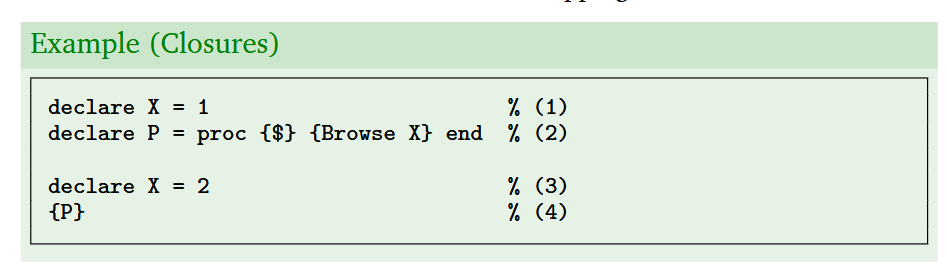 Example (Closures)
declare X = 1 % (1)
declare P = proc {$} {Browse X} end % (2)
declare X = 2 % (3)
{P} % (4)